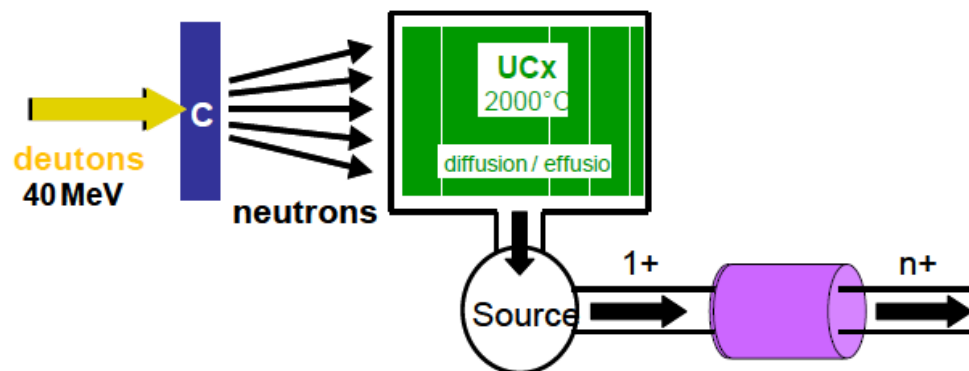 deutons
40 MeV
C
neutrons
UCx
2000°C
diffusion / effusio
Source
1+
n+